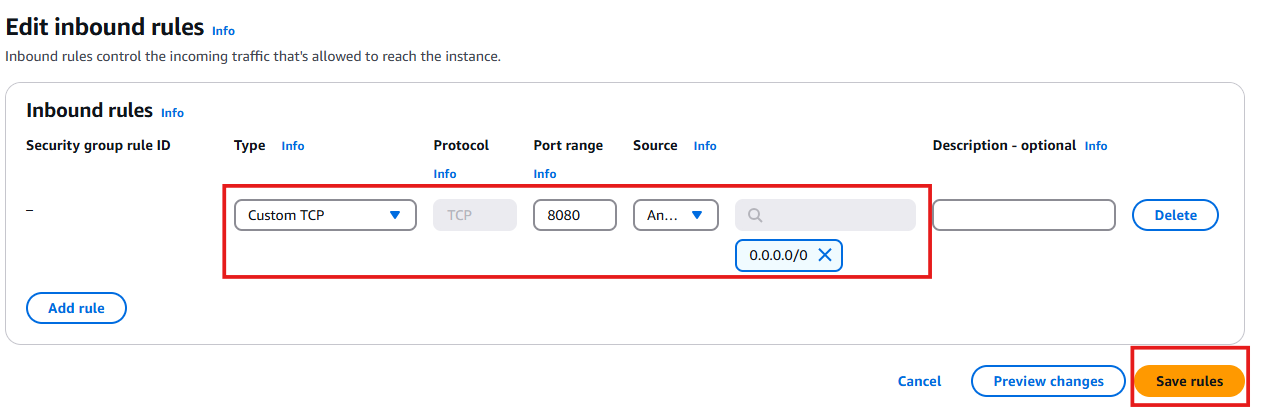 Edit inbound rules Info
Inbound rules control the incoming traffic that's allowed to reach the instance.
Inbound rules Info
Security group rule ID Type Info Protocol Info Port range Info Source Info Description - optional Info
– Custom TCP TCP 8080 An... Delete
0.0.0.0/0
Add rule
Cancel Preview changes Save rules